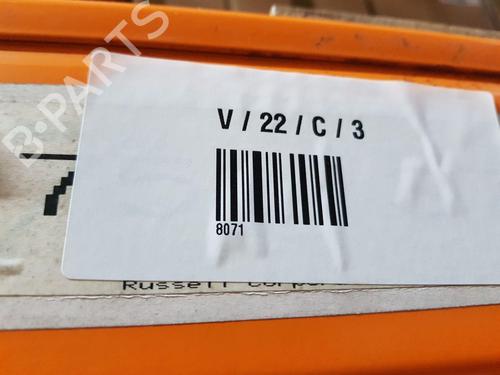 B-PARTS
V / 22 / C / 3
8071
Russell